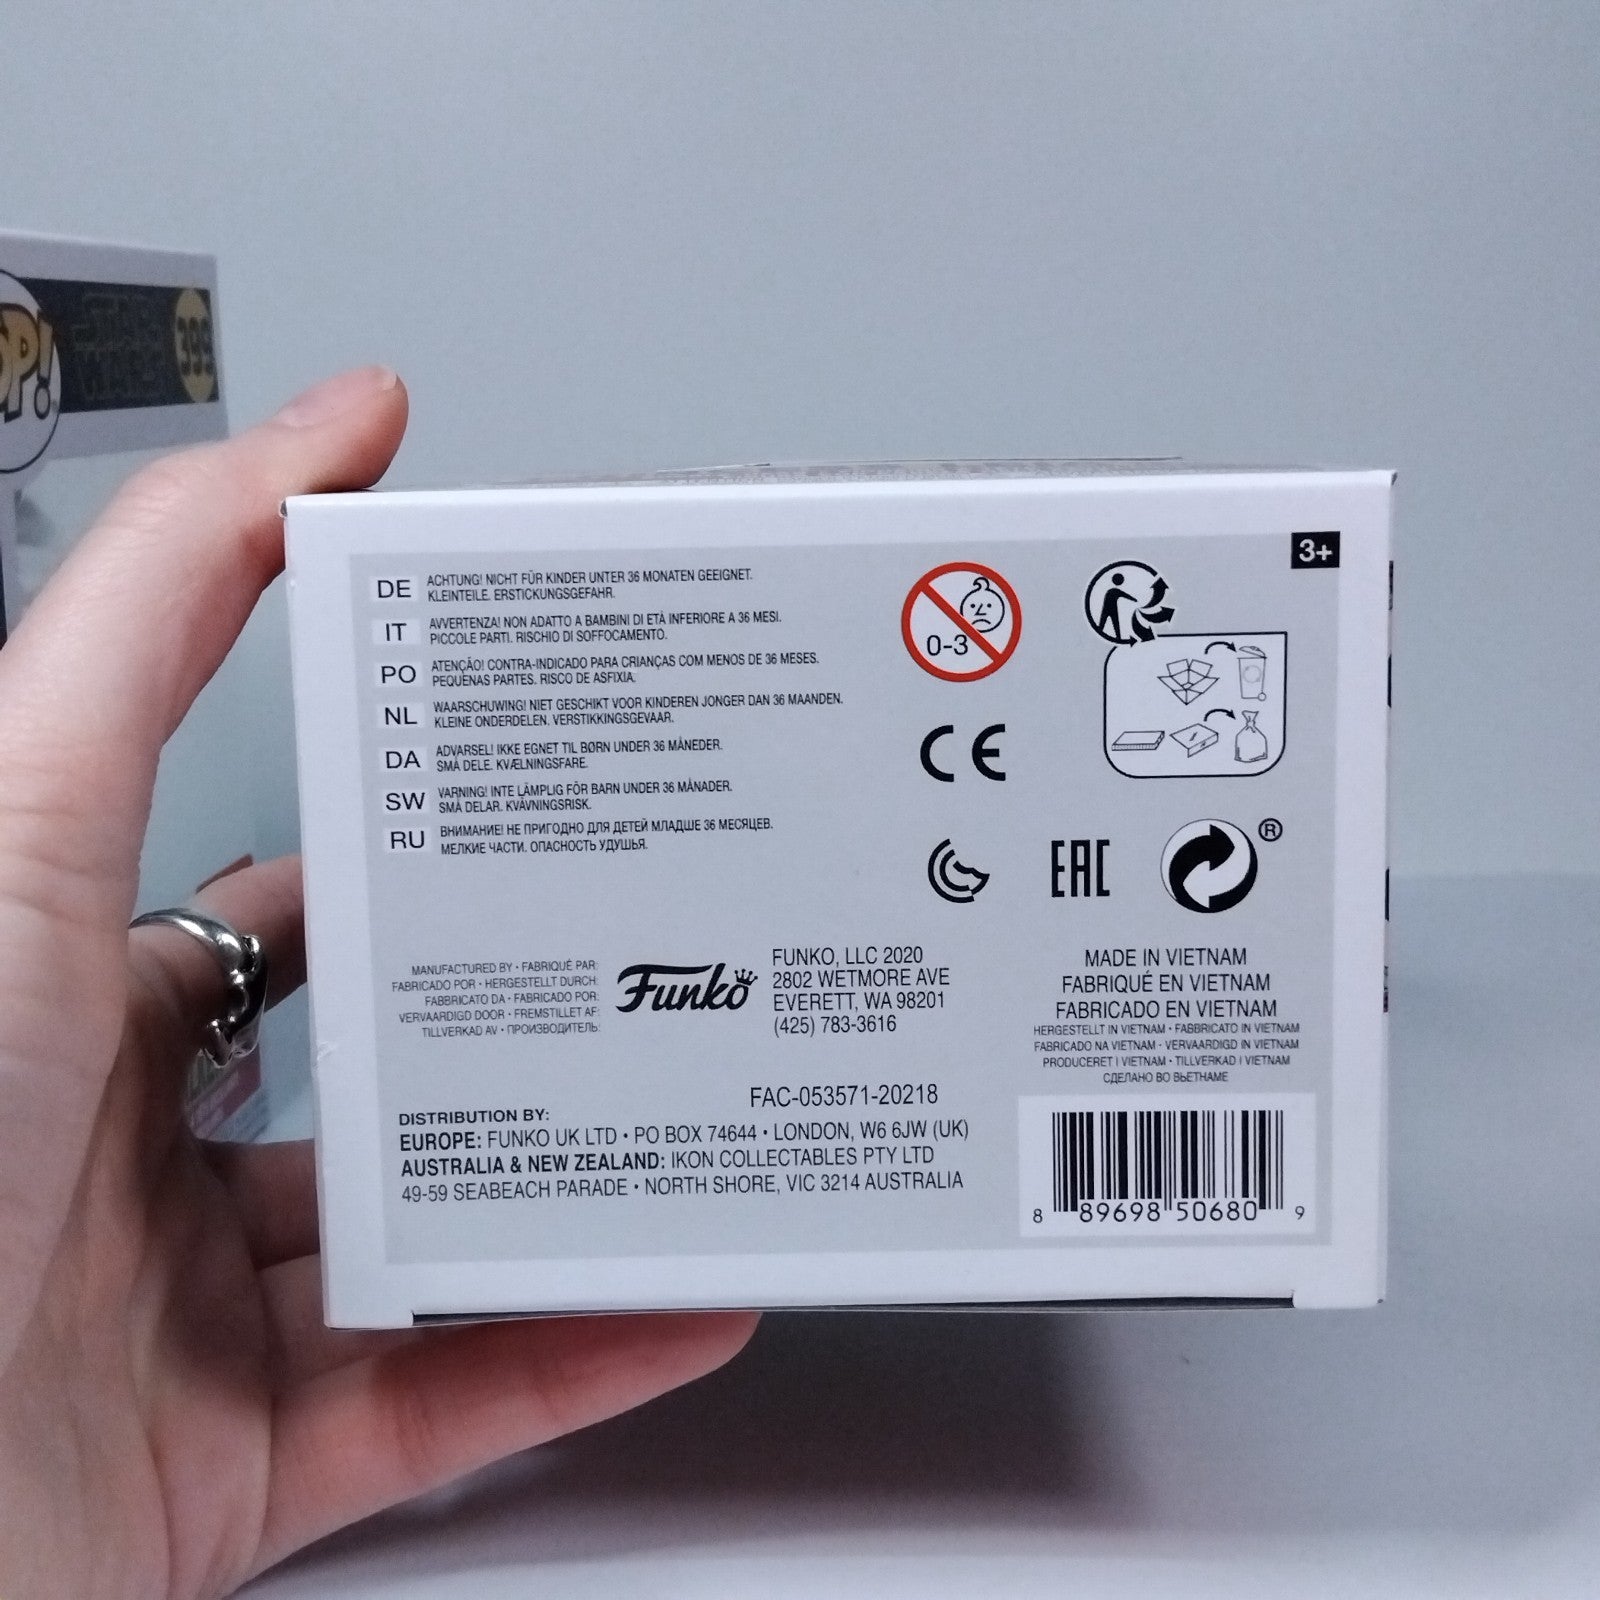 P!
STAR
WARS
399
3+
DE
ACHTUNG! NICHT FÜR KINDER UNTER 36 MONATEN GEEIGNET.
KLEINTEILE. ERSTICKUNGSGEFAHR.
IT
AVVERTENZA! NON ADATTO A BAMBINI DI ETÀ INFERIORE A 36 MESI.
PICCOLE PARTI. RISCHIO DI SOFFOCAMENTO.
PO
ATENÇÃO! CONTRA-INDICADO PARA CRIANÇAS COM MENOS DE 36 MESES.
PEQUENAS PARTES. RISCO DE ASFIXIA.
NL
WAARSCHUWING! NIET GESCHIKT VOOR KINDEREN JONGER DAN 36 MAANDEN.
KLEINE ONDERDELEN. VERSTIKKINGSGEVAAR.
DA
ADVARSEL! IKKE EGNET TIL BØRN UNDER 36 MÅNEDER.
SMÅ DELE. KVÆLNINGSFARE.
SW
VARNING! INTE LÄMPLIG FÖR BARN UNDER 36 MÅNADER.
SMÅ DELAR. KVÄVNINGSRISK.
RU
ВНИМАНИЕ! НЕ ПРИГОДНО ДЛЯ ДЕТЕЙ МЛАДШЕ 36 МЕСЯЦЕВ.
МЕЛКИЕ ЧАСТИ. ОПАСНОСТЬ УДУШЬЯ.
0-3
CE
EAC
®
MANUFACTURED BY • FABRIQUÉ PAR:
FABRICADO POR • HERGESTELLT DURCH:
FABBRICATO DA • FABRICADO POR:
VERVAARDIGD DOOR • FREMSTILLET AF:
TILLVERKAD AV • ПРОИЗВОДИТЕЛЬ:
Funko
FUNKO, LLC 2020
2802 WETMORE AVE
EVERETT, WA 98201
(425) 783-3616
MADE IN VIETNAM
FABRIQUÉ EN VIETNAM
FABRICADO EN VIETNAM
HERGESTELLT IN VIETNAM • FABBRICATO IN VIETNAM
FABRICADO NA VIETNAM • VERVAARDIGD IN VIETNAM
PRODUCERET I VIETNAM • TILLVERKAD I VIETNAM
СДЕЛАНО ВО ВЬЕТНАМЕ
FAC-053571-20218
DISTRIBUTION BY:
EUROPE: FUNKO UK LTD • PO BOX 74644 • LONDON, W6 6JW (UK)
AUSTRALIA & NEW ZEALAND: IKON COLLECTABLES PTY LTD
49-59 SEABEACH PARADE • NORTH SHORE, VIC 3214 AUSTRALIA
8 89698 50680 9